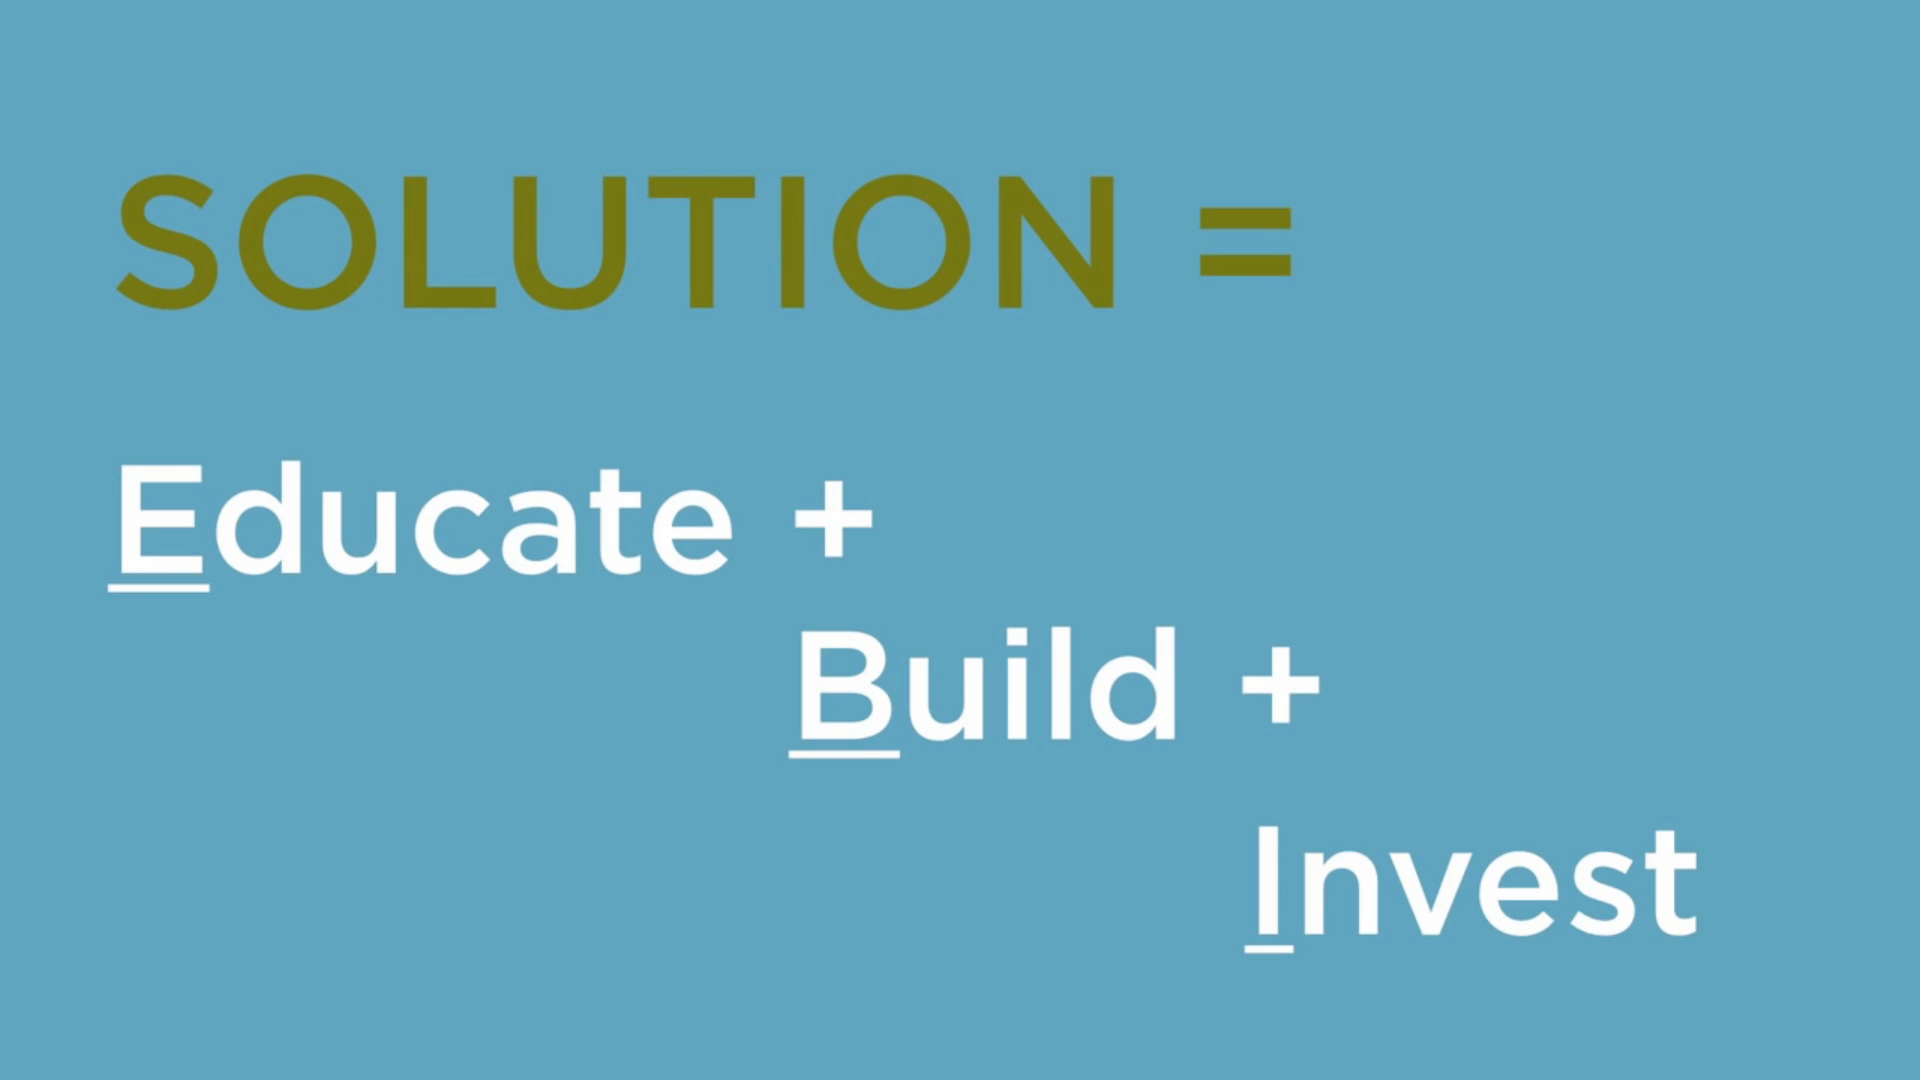 SOLUTION =
Educate +
Build +
Invest